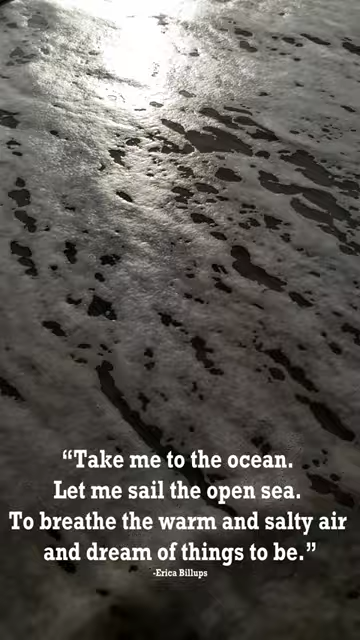 “Take me to the ocean.
Let me sail the open sea.
To breathe the warm and salty air
and dream of things to be.”
-Erica Billups